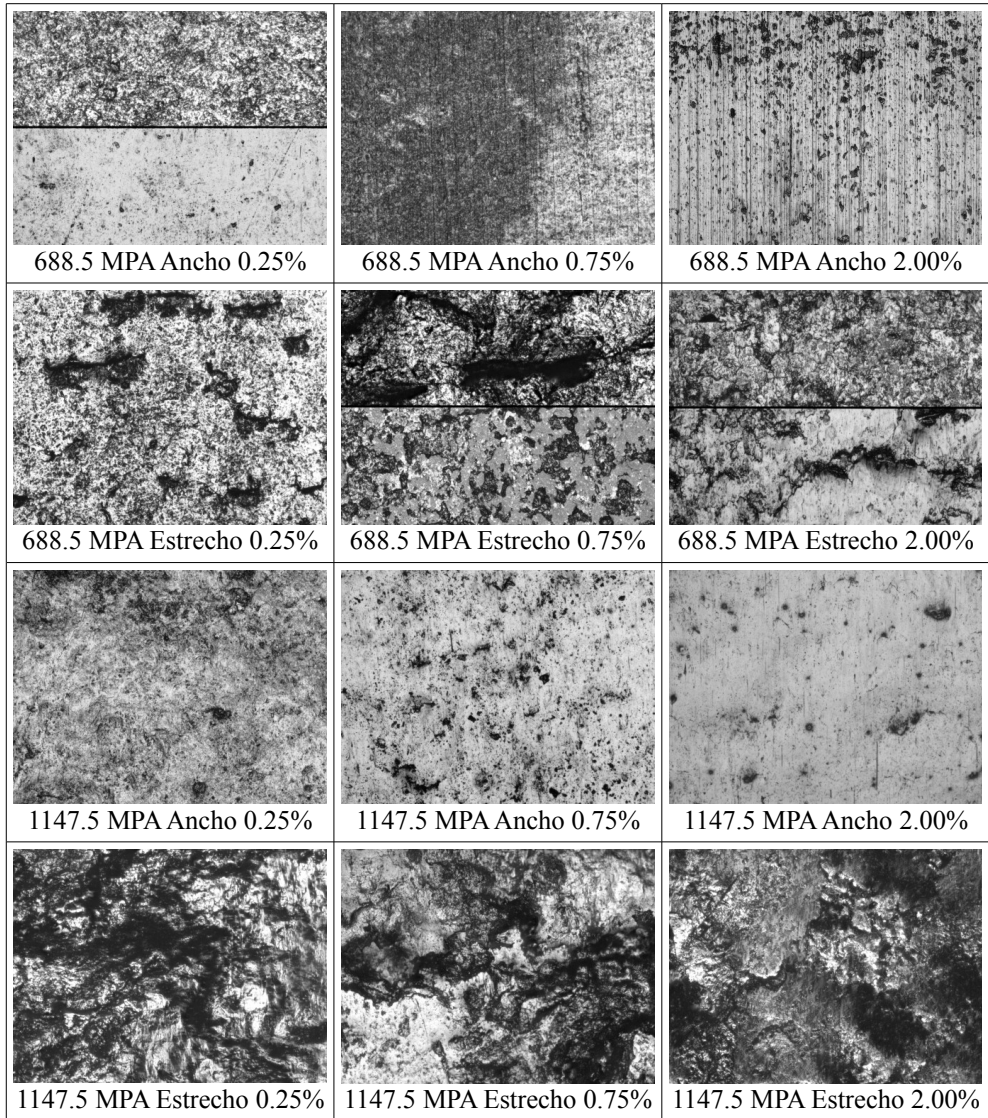 688.5 MPA Ancho 0.25%
688.5 MPA Ancho 0.75%
688.5 MPA Ancho 2.00%
688.5 MPA Estrecho 0.25%
688.5 MPA Estrecho 0.75%
688.5 MPA Estrecho 2.00%
1147.5 MPA Ancho 0.25%
1147.5 MPA Ancho 0.75%
1147.5 MPA Ancho 2.00%
1147.5 MPA Estrecho 0.25%
1147.5 MPA Estrecho 0.75%
1147.5 MPA Estrecho 2.00%